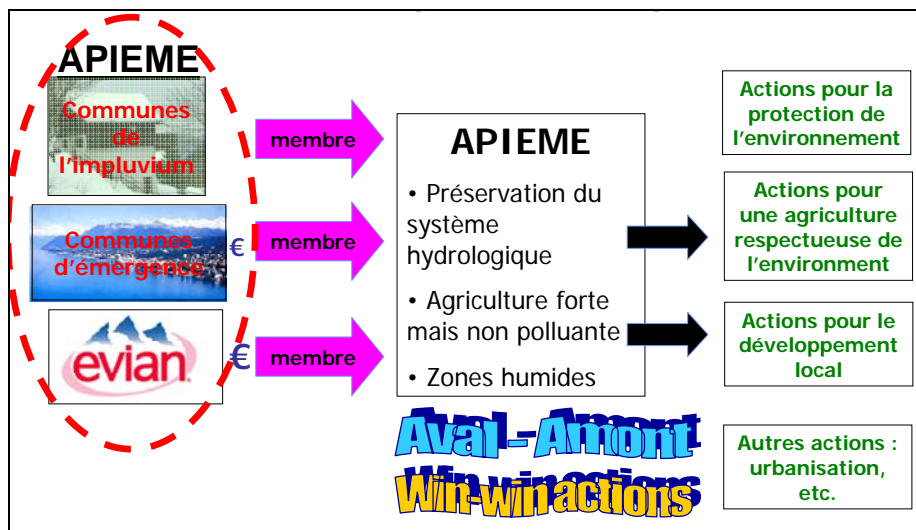 APIEME
Communes
de
l'impluvium
Communes
d'émergence
€
evian
€
membre
membre
membre
APIEME
• Préservation du
système
hydrologique
• Agriculture forte
mais non polluante
• Zones humides
Aval – Amont
Win-win actions
Actions pour la
protection de
l'environnement
Actions pour
une agriculture
respectueuse de
l'environment
Actions pour le
développement
local
Autres actions :
urbanisation,
etc.